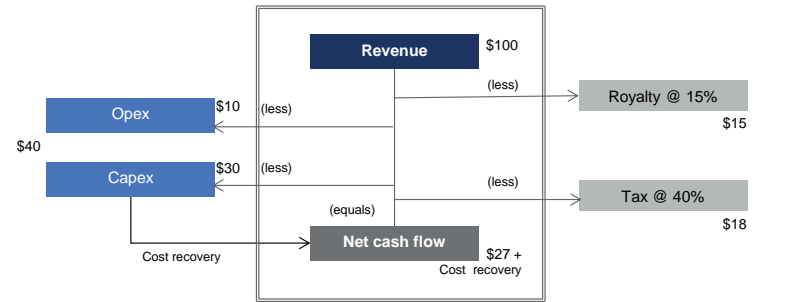 Revenue
$100
(less)
Royalty @ 15%
$15
Opex
$10
(less)
$40
Capex
$30
(less)
(less)
Tax @ 40%
$18
(equals)
Net cash flow
$27 +
Cost recovery
Cost recovery